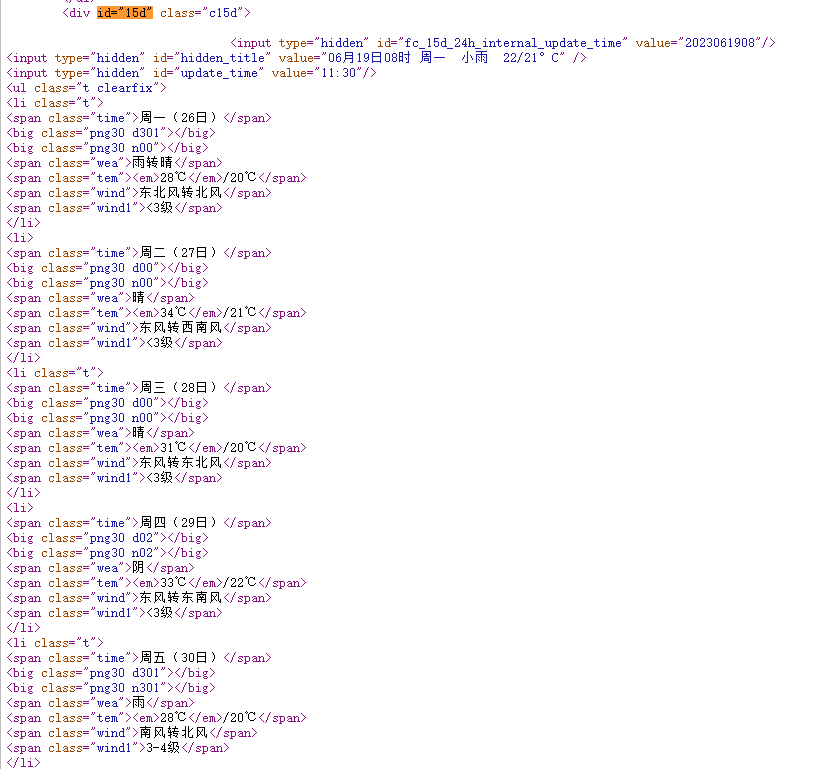 <div id="15d" class="c15d">
<input type="hidden" id="fc_15d_24h_internal_update_time" value="2023061908"/>
<input type="hidden" id="hidden_title" value="06月19日08时 周一  小雨  22/21°C" />
<input type="hidden" id="update_time" value="11:30"/>
<ul class="t clearfix">
<li class="t">
<span class="time">周一（26日）</span>
<big class="png30 d301"></big>
<big class="png30 n00"></big>
<span class="wea">雨转晴</span>
<span class="tem"><em>28℃</em>/20℃</span>
<span class="wind">东北风转北风</span>
<span class="wind1"><3级</span>
</li>
<li>
<span class="time">周二（27日）</span>
<big class="png30 d00"></big>
<big class="png30 n00"></big>
<span class="wea">晴</span>
<span class="tem"><em>34℃</em>/21℃</span>
<span class="wind">东风转西南风</span>
<span class="wind1"><3级</span>
</li>
<li class="t">
<span class="time">周三（28日）</span>
<big class="png30 d00"></big>
<big class="png30 n00"></big>
<span class="wea">晴</span>
<span class="tem"><em>31℃</em>/20℃</span>
<span class="wind">东风转东北风</span>
<span class="wind1"><3级</span>
</li>
<li>
<span class="time">周四（29日）</span>
<big class="png30 d02"></big>
<big class="png30 n02"></big>
<span class="wea">阴</span>
<span class="tem"><em>33℃</em>/22℃</span>
<span class="wind">东风转东南风</span>
<span class="wind1"><3级</span>
</li>
<li class="t">
<span class="time">周五（30日）</span>
<big class="png30 d301"></big>
<big class="png30 n301"></big>
<span class="wea">雨</span>
<span class="tem"><em>28℃</em>/20℃</span>
<span class="wind">南风转北风</span>
<span class="wind1">3-4级</span>
</li>